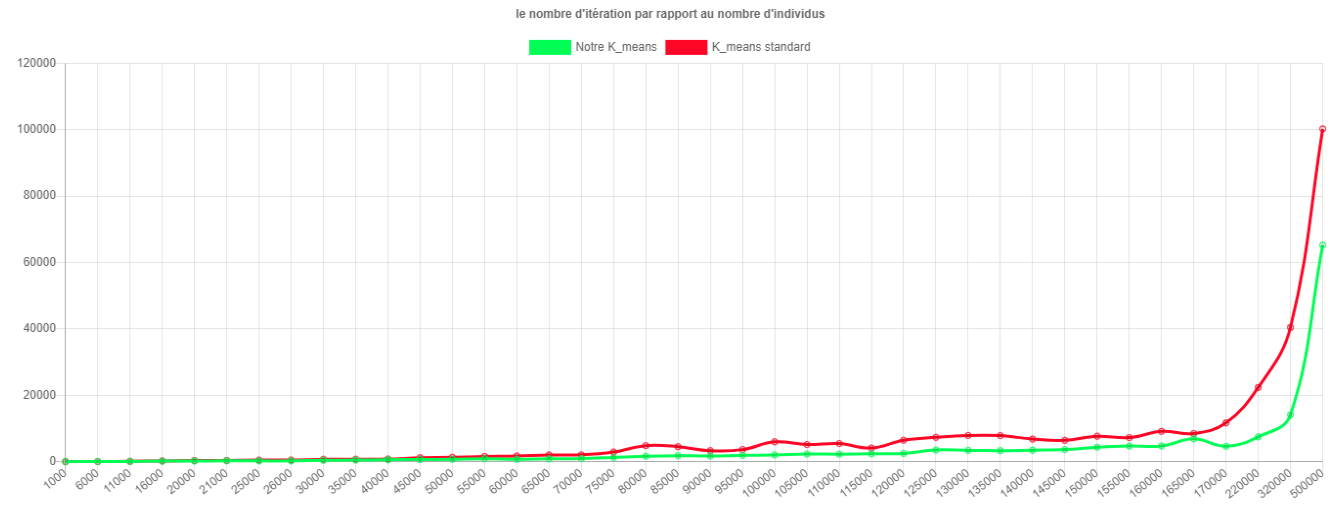 le nombre d'itération par rapport au nombre d'individus
Notre K_means K_means standard
120000
100000
80000
60000
40000
20000
0
1000 6000 11000 16000 20000 21000 25000 26000 30000 35000 40000 45000 50000 55000 60000 65000 70000 75000 80000 85000 90000 95000 100000 105000 110000 115000 120000 125000 130000 135000 140000 145000 150000 155000 160000 165000 170000 220000 320000 500000